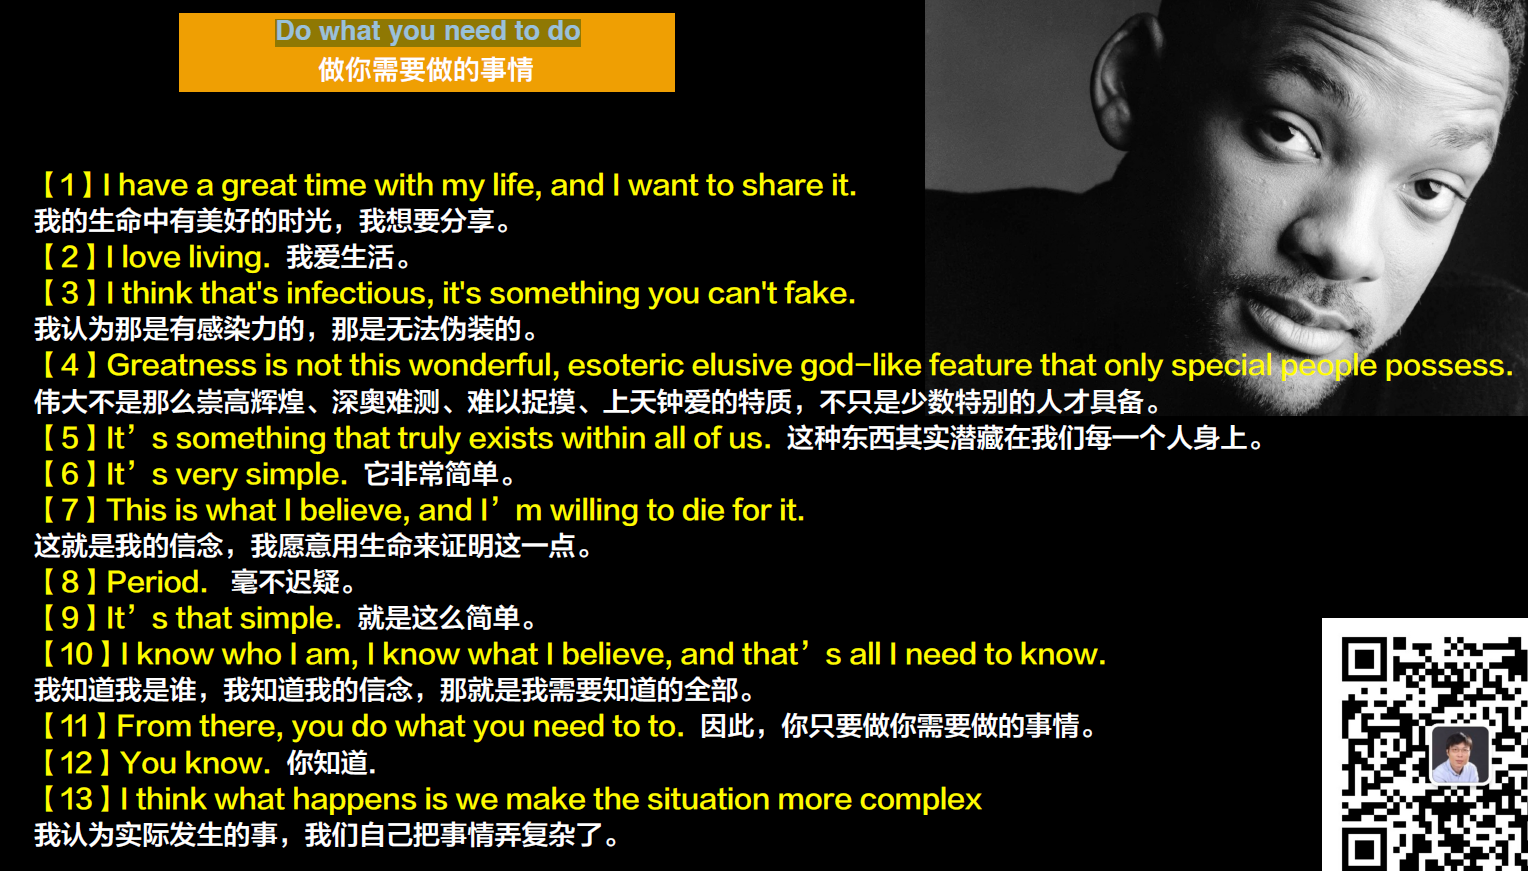 Do what you need to do
做你需要做的事情
【1】I have a great time with my life, and I want to share it.
我的生命中有美好的时光，我想要分享。
【2】I love living. 我爱生活。
【3】I think that's infectious, it's something you can't fake.
我认为那是有感染力的，那是无法伪装的。
【4】Greatness is not this wonderful, esoteric elusive god-like feature that only special people possess.
伟大不是那么崇高辉煌、深奥难测、难以捉摸、上天钟爱的特质，不只是少数特别的人才具备。
【5】It’s something that truly exists within all of us. 这种东西其实潜藏在我们每一个人身上。
【6】It’s very simple. 它非常简单。
【7】This is what I believe, and I’m willing to die for it.
这就是我的信念，我愿意用生命来证明这一点。
【8】Period. 毫不迟疑。
【9】It’s that simple. 就是这么简单。
【10】I know who I am, I know what I believe, and that’s all I need to know.
我知道我是谁，我知道我的信念，那就是我需要知道的全部。
【11】From there, you do what you need to to. 因此，你只要做你需要做的事情。
【12】You know. 你知道.
【13】I think what happens is we make the situation more complex
我认为实际发生的事，我们自己把事情弄复杂了。